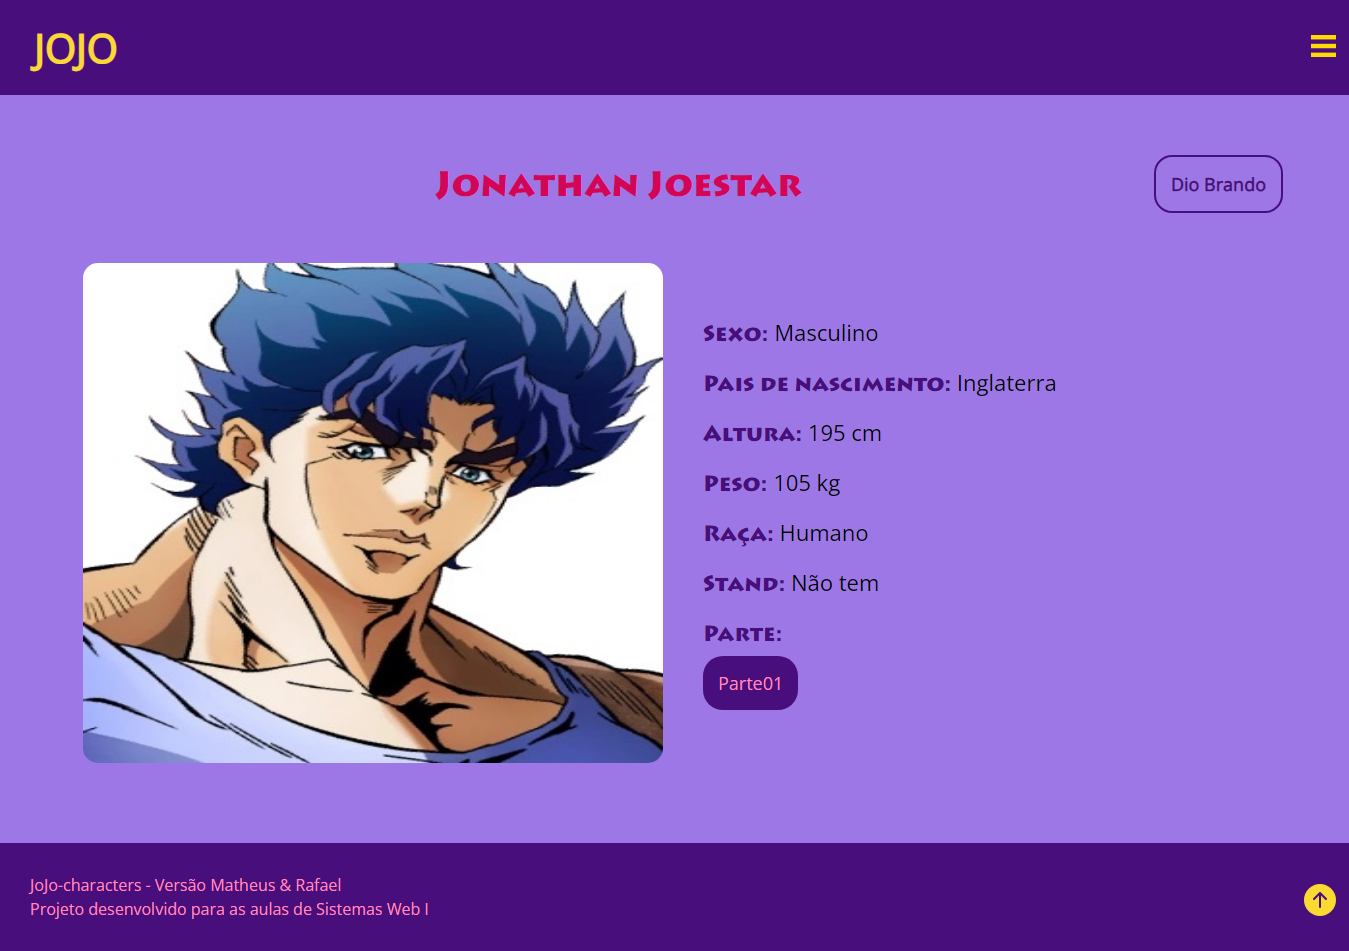 JOJO
Jonathan Joestar
Dio Brando
Sexo: Masculino
Pais de nascimento: Inglaterra
Altura: 195 cm
Peso: 105 kg
Raça: Humano
Stand: Não tem
Parte:
Parte01
JoJo-characters - Versão Matheus & Rafael
Projeto desenvolvido para as aulas de Sistemas Web I